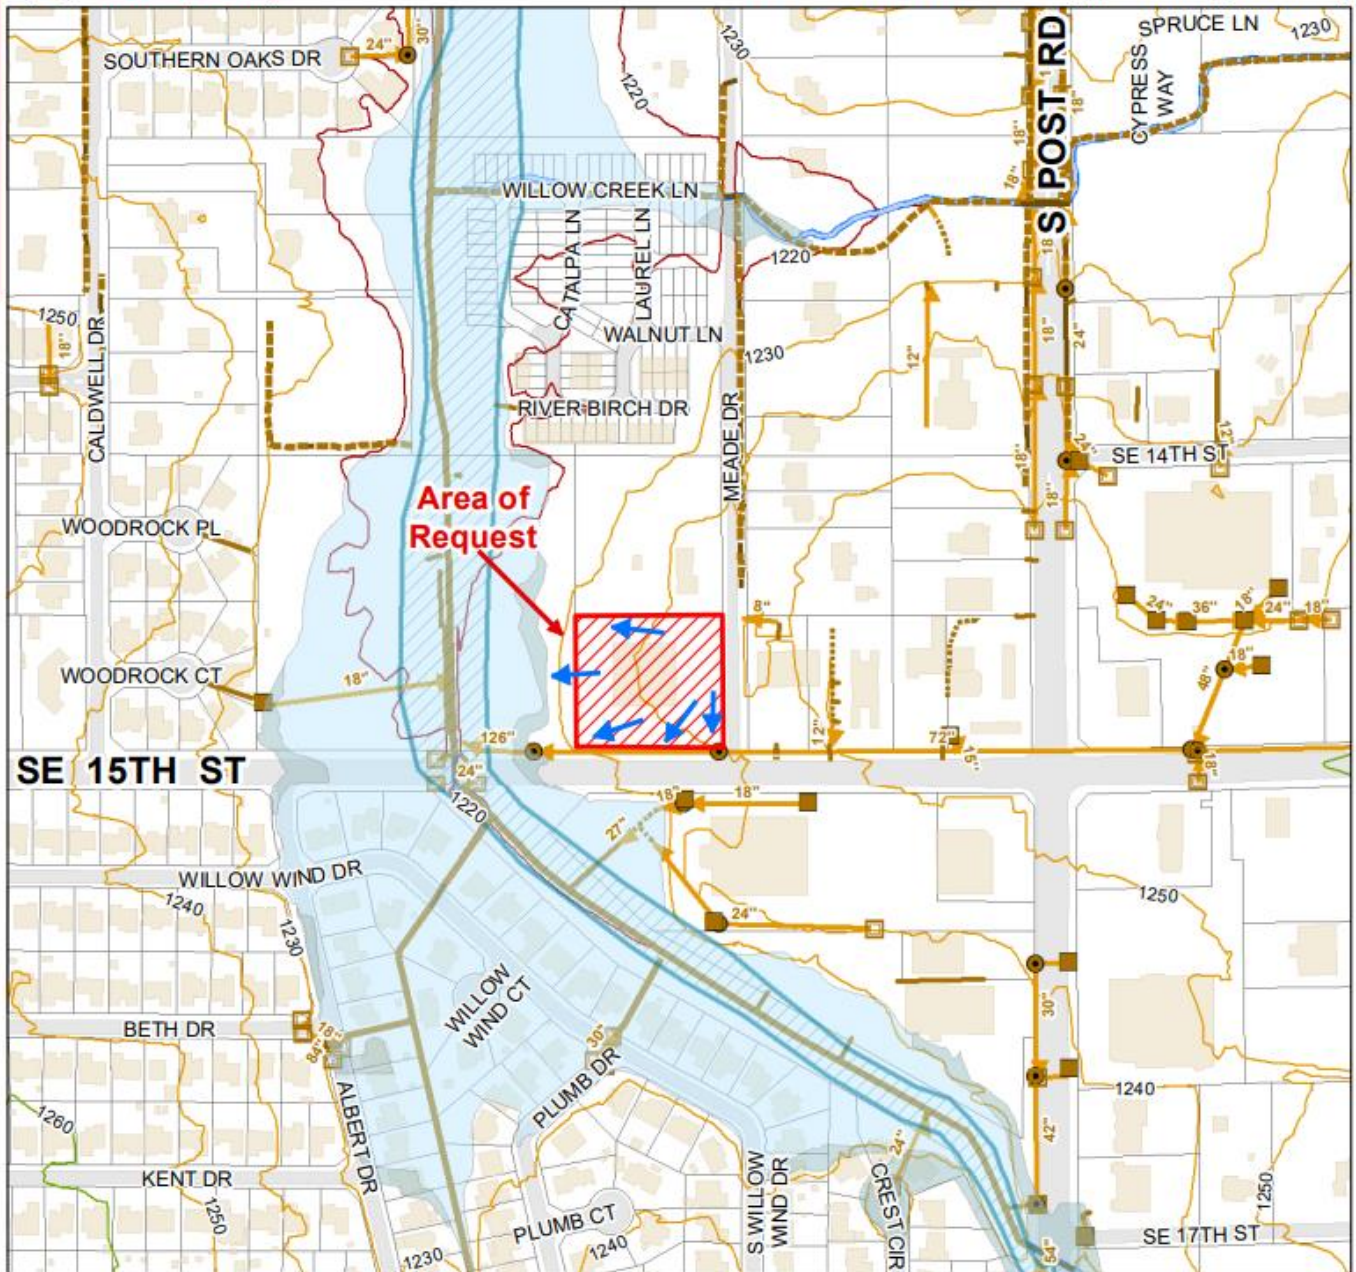 SOUTHERN OAKS DR
24"
30"
1230
1220
S POST RD
18"
SPRUCE LN
1230
CYPRESS
WAY
18"
18"
WILLOW CREEK LN
CATALPA LN
LAUREL LN
1220
18
1250
18"
CALDWELL DR
WALNUT LN
1230
12"
18"
24"
RIVER BIRCH DR
MEADE DR
18"
24"
12"
SE 14TH ST
18"
Area of
Request
WOODROCK PL
8"
24"
36"
18"
24"
18"
WOODROCK CT
18"
18"
48"
126"
12"
72"
15"
18"
SE 15TH ST
24"
1220
18"
18"
27"
WILLOW WIND DR
1240
1230
24"
1250
WILLOW
WIND CT
BETH DR
18"
84"
30"
PLUMB DR
30"
1240
1260
ALBERT DR
42"
24"
KENT DR
1250
S WILLOW
WIND DR
CREST CIR
1250
PLUMB CT
1240
1230
54"
SE 17TH ST